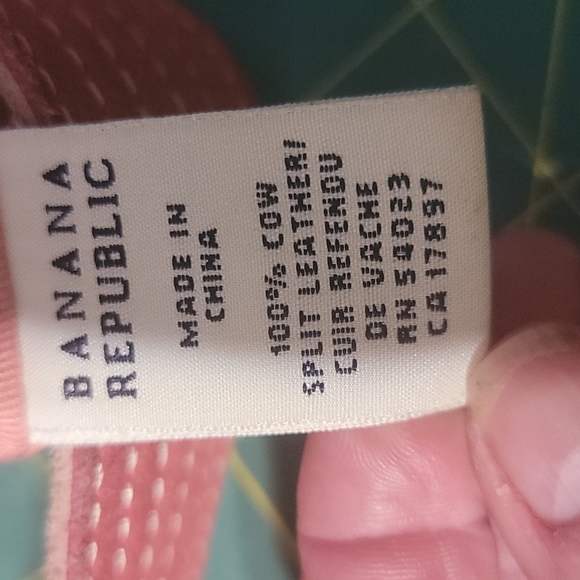 BANANA
REPUBLIC
MADE IN
CHINA
100% COW
SPLIT LEATHER/
CUIR REFENDU
DE VACHE
RN 54023
CA 17897